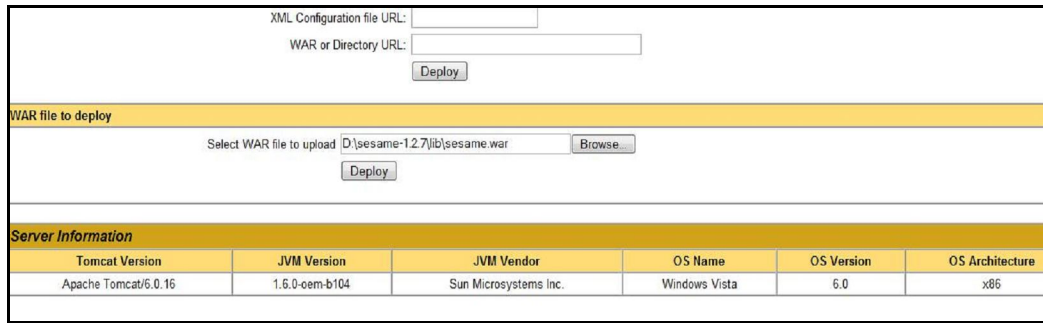 XML Configuration file URL:
WAR or Directory URL:
Deploy
WAR file to deploy
Select WAR file to upload D:\sesame-1.2.7\lib\sesame.war Browse...
Deploy
Server Information
Tomcat Version JVM Version JVM Vendor OS Name OS Version OS Architecture
Apache Tomcat/6.0.16 1.6.0-oem-b104 Sun Microsystems Inc. Windows Vista 6.0 x86